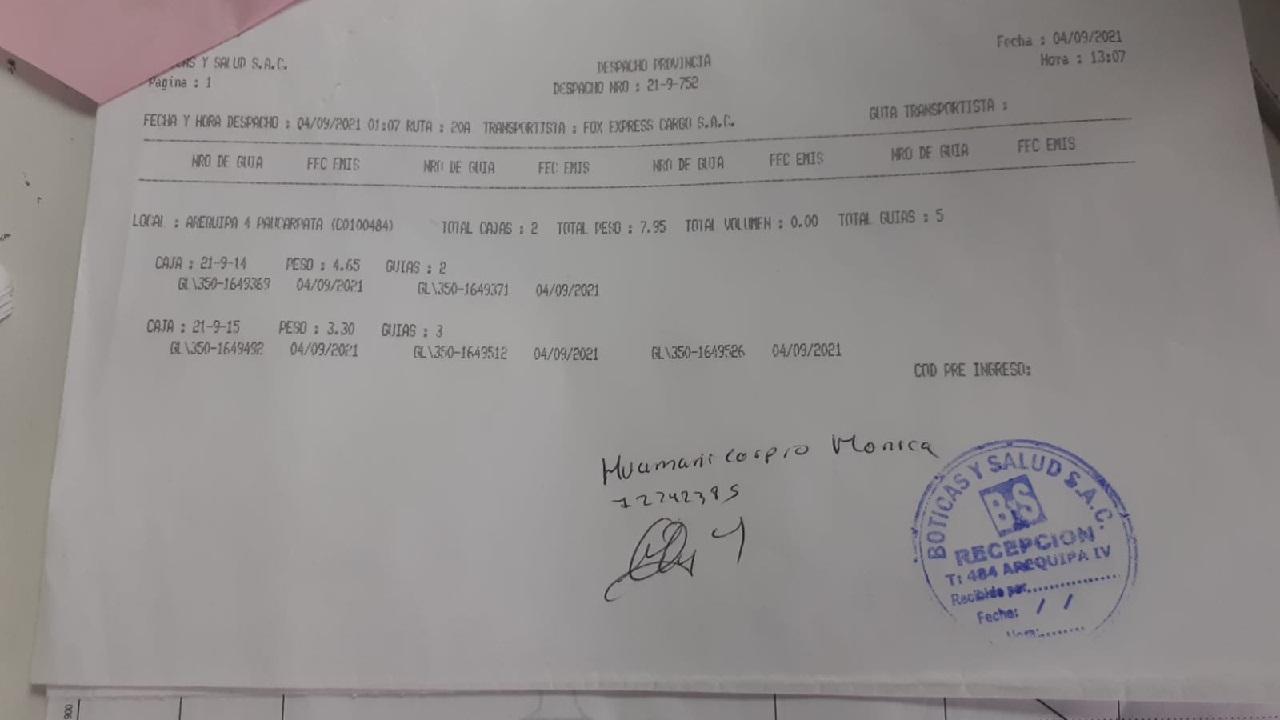 AS Y SALUD S.A.C.
Fecha : 04/09/2021
Pagina : 1
DESPACHO PROVINCIA
Hora : 13:07
DESPACHO NRO : 21-9-752
FECHA Y HORA DESPACHO : 04/09/2021 01:07 RUTA : 20A TRANSPORTISTA : FOX EXPRESS CARGO S.A.C.
GUIA TRANSPORTISTA :
NRO DE GUIA FEC EMIS NRO DE GUIA FEC EMIS NRO DE GUIA FEC EMIS NRO DE GUIA FEC EMIS
LOCAL : AREQUIPA 4 PAUCARPATA (C0100484) TOTAL CAJAS : 2 TOTAL PESO : 7.95 TOTAL VOLUMEN : 0.00 TOTAL GUIAS : 5
CAJA : 21-9-14 PESO : 4.65 GUIAS : 2
GL\350-1649369 04/09/2021 GL\350-1649371 04/09/2021
CAJA : 21-9-15 PESO : 3.30 GUIAS : 3
GL\350-1649492 04/09/2021 GL\350-1649512 04/09/2021 GL\350-1649526 04/09/2021
COD PRE INGRESO:
Huamani Monica
BOTICAS Y SALUD S.A.C.
B-S
RECEPCION
T: 484 AREQUIPA IV
Recibido por:..................
Fecha: / /
Hora:.........
900